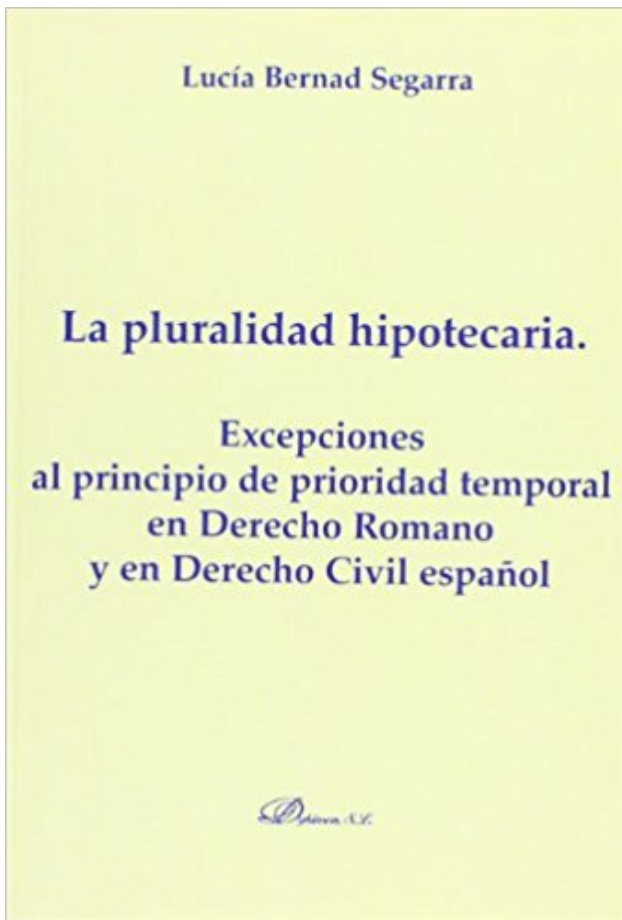 Lucía Bernad Segarra
La pluralidad hipotecaria.
Excepciones
al principio de prioridad temporal
en Derecho Romano
y en Derecho Civil español
Dykinson, S.L.